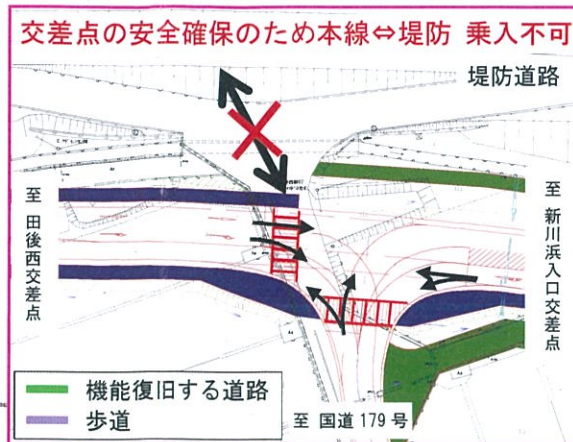 交差点の安全確保のため本線⇔堤防 乗入不可
堤防道路
至 田後西交差点
至 新川浜入口交差点
機能復旧する道路
歩道
至 国道179号